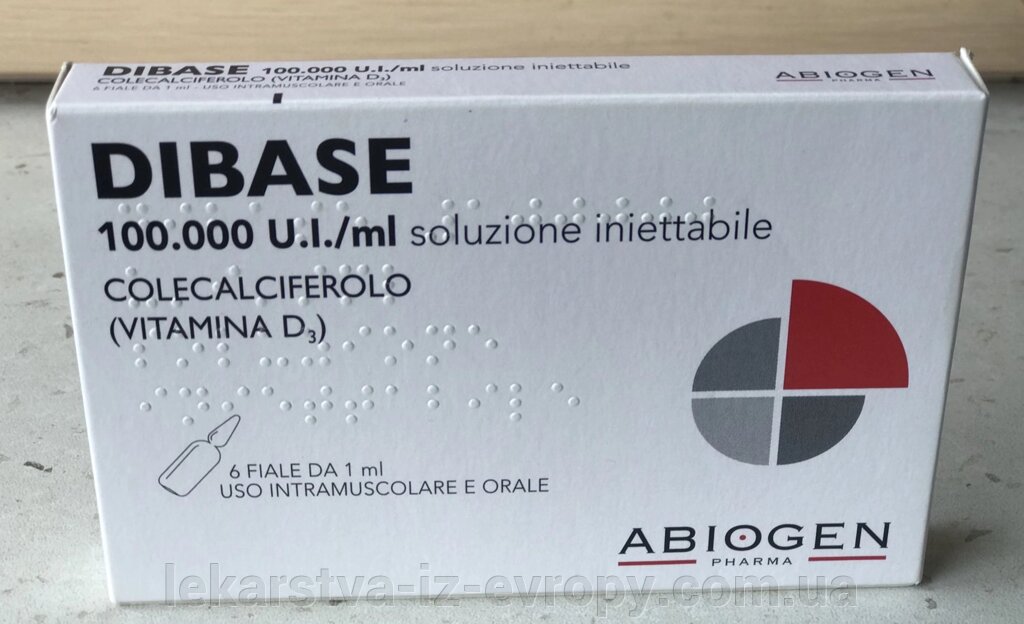 DIBASE 100.000 U.I./ml soluzione iniettabile
COLECALCIFEROLO (VITAMINA D3)
6 FIALE DA 1 ml - USO INTRAMUSCOLARE E ORALE
ABIOGEN
PHARMA
DIBASE
100.000 U.I./ml soluzione iniettabile
COLECALCIFEROLO
(VITAMINA D3)
6 FIALE DA 1 ml
USO INTRAMUSCOLARE E ORALE
ABIOGEN
PHARMA
lekarstva-iz-evropy.com.ua